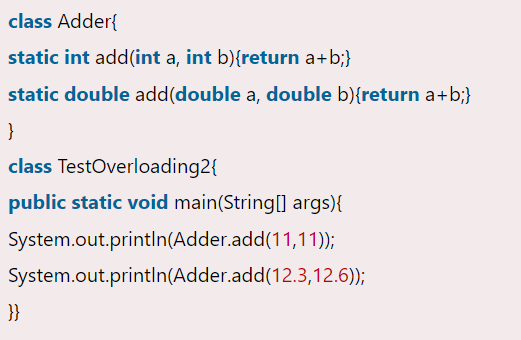 class Adder{
static int add(int a, int b){return a+b;}
static double add(double a, double b){return a+b;}
}
class TestOverloading2{
public static void main(String[] args){
System.out.println(Adder.add(11,11));
System.out.println(Adder.add(12.3,12.6));
}}